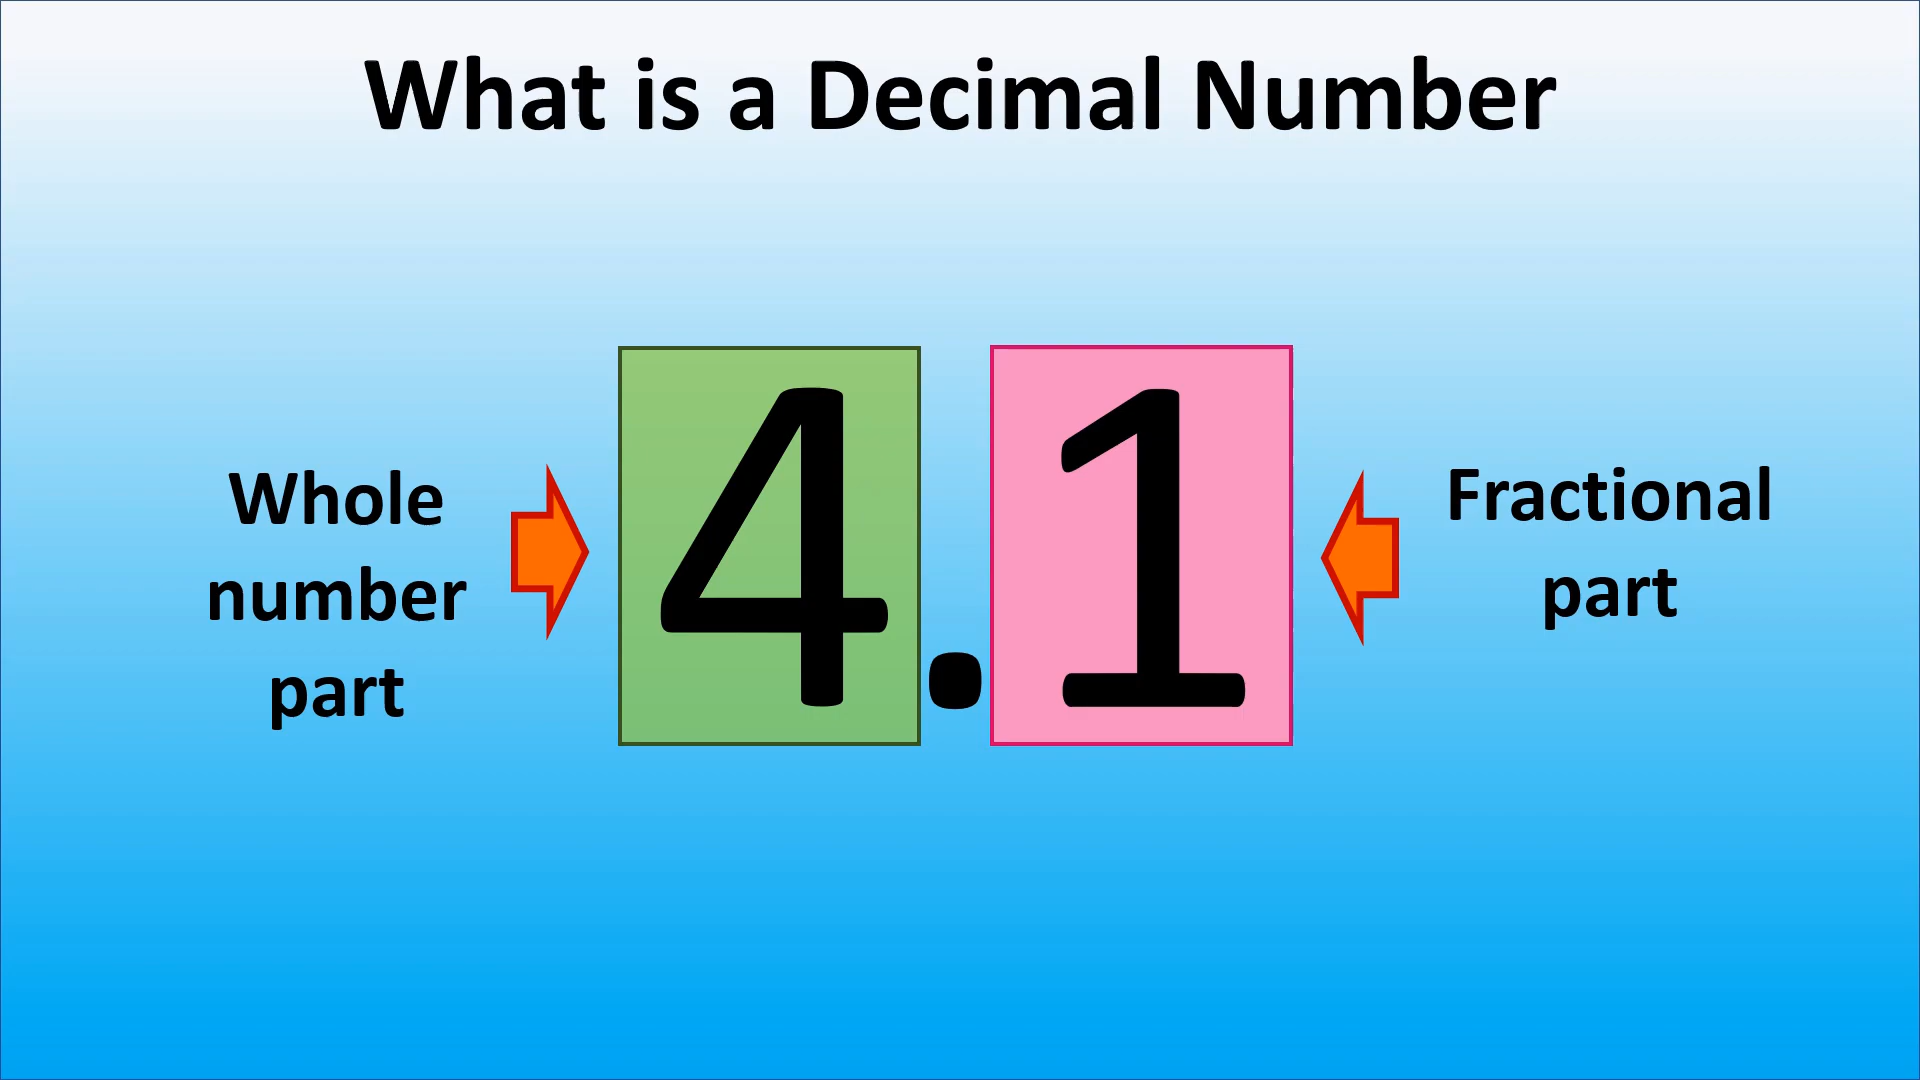 What is a Decimal Number
Whole
number
part
4.1
Fractional
part